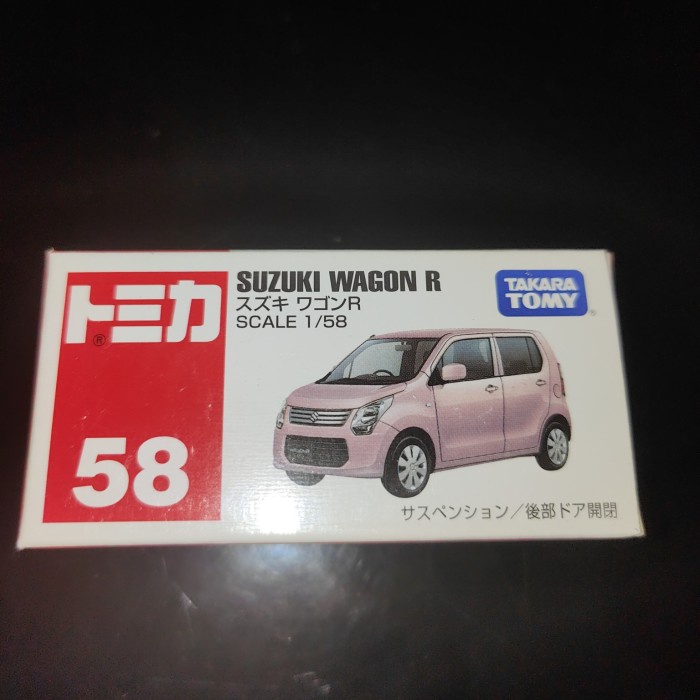 トミカ
®
58
SUZUKI WAGON R
スズキ ワゴンR
SCALE 1/58
TAKARA
TOMY
®
サスペンション/後部ドア開閉